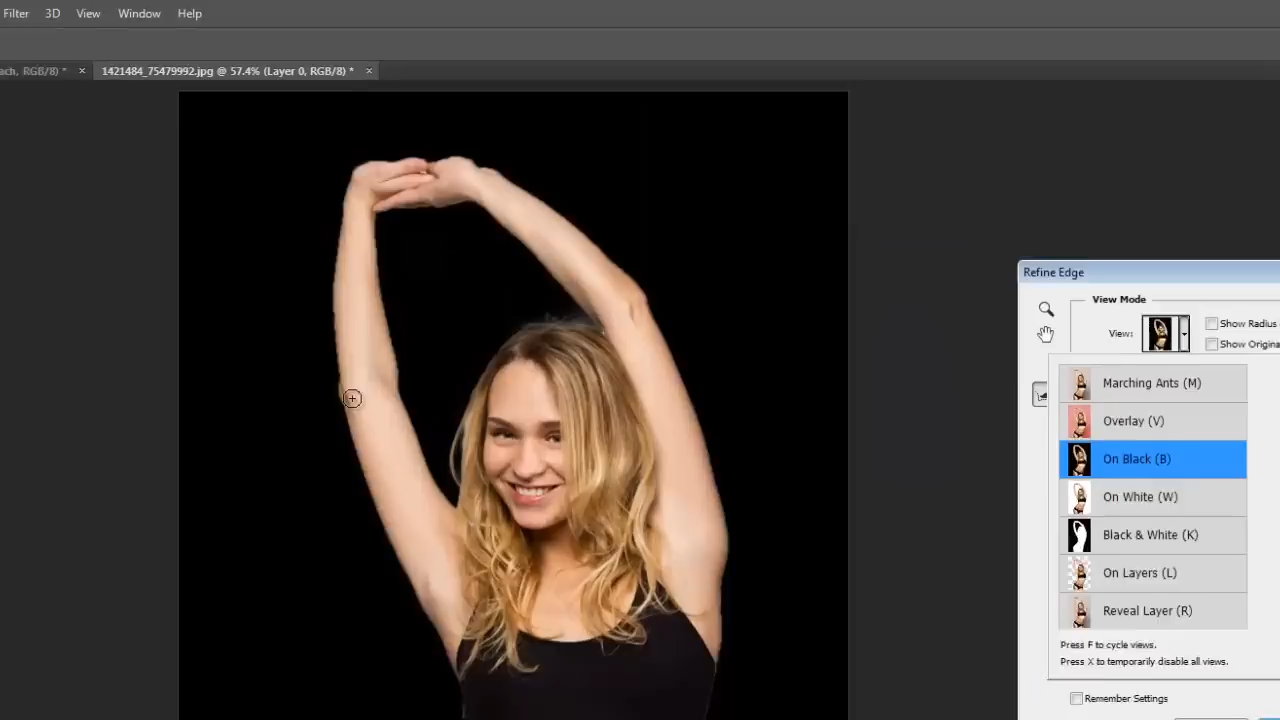 Filter 3D View Window Help
ach, RGB/8) * × 1421484_75479992.jpg @ 57.4% (Layer 0, RGB/8) * ×
Refine Edge
View Mode
View: Show Radius
Show Origina
Marching Ants (M)
Overlay (V)
On Black (B)
On White (W)
Black & White (K)
On Layers (L)
Reveal Layer (R)
Press F to cycle views.
Press X to temporarily disable all views.
Remember Settings